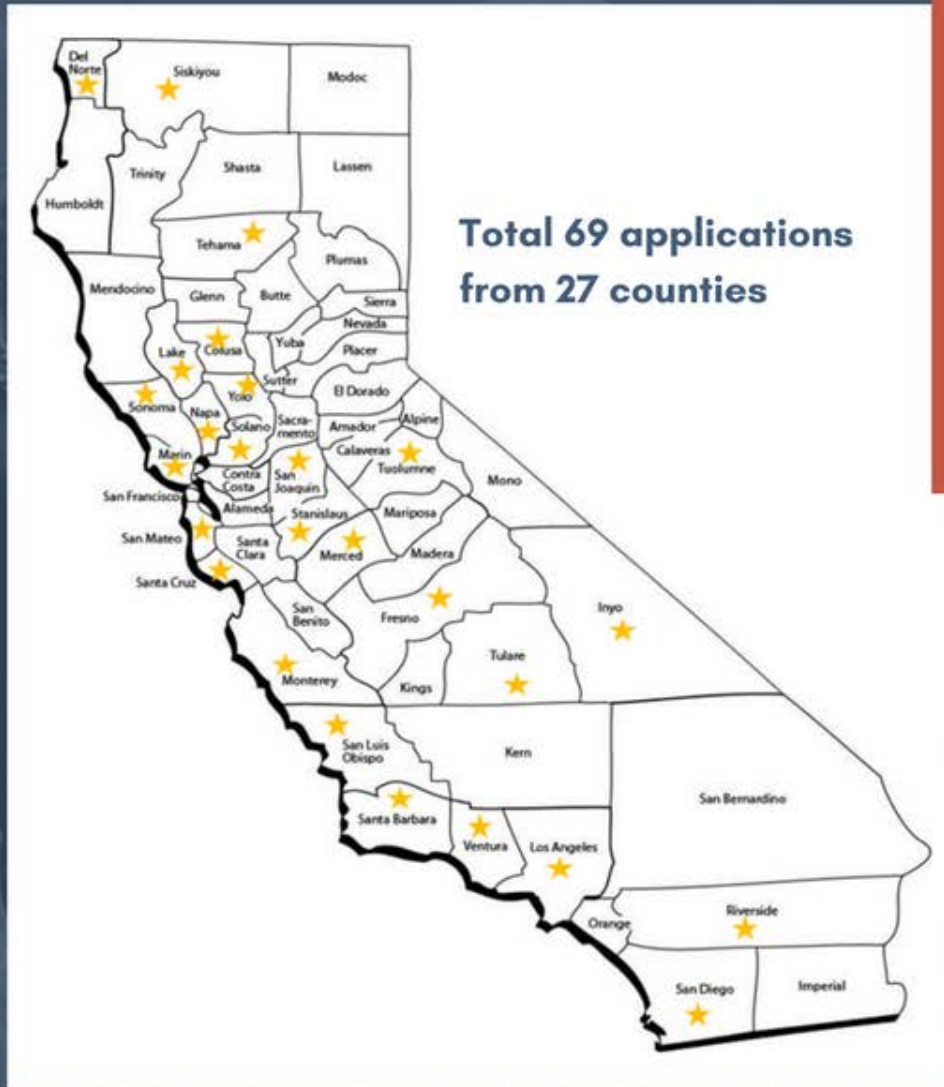 Del
Norte
Siskiyou
Modoc
Trinity
Shasta
Lassen
Humboldt
Total 69 applications
from 27 counties
Tehama
Plumas
Mendocino
Glenn
Butte
Sierra
Nevada
Yuba
Placer
Lake
Colusa
Sutter
Yolo
El Dorado
Sonoma
Napa
Solano
Sacra-
mento
Amador
Alpine
Marin
Calaveras
Tuolumne
Contra
Costa
San
Joaquin
Mono
San Francisco
Alameda
Stanislaus
Mariposa
San Mateo
Santa
Clara
Merced
Madera
Santa Cruz
San
Benito
Fresno
Inyo
Tulare
Monterey
Kings
San Luis
Obispo
Kern
San Bernardino
Santa Barbara
Ventura
Los Angeles
Orange
Riverside
San Diego
Imperial